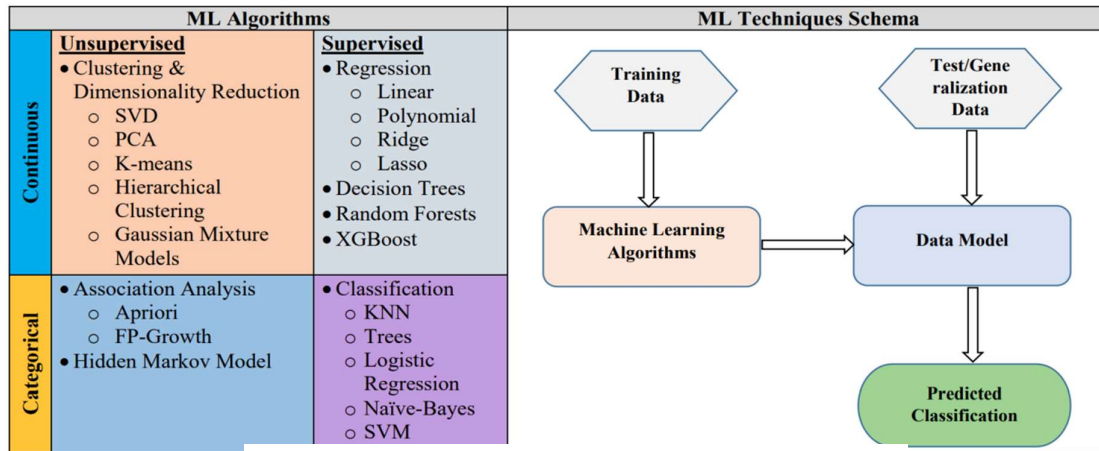 ML Algorithms
ML Techniques Schema
Continuous
Unsupervised
• Clustering &
Dimensionality Reduction
o SVD
o PCA
o K-means
o Hierarchical
Clustering
o Gaussian Mixture
Models
Supervised
• Regression
o Linear
o Polynomial
o Ridge
o Lasso
• Decision Trees
• Random Forests
• XGBoost
Categorical
• Association Analysis
o Apriori
o FP-Growth
• Hidden Markov Model
• Classification
o KNN
o Trees
o Logistic
Regression
o Naïve-Bayes
o SVM
Training
Data
Test/Gene
ralization
Data
Machine Learning
Algorithms
Data Model
Predicted
Classification